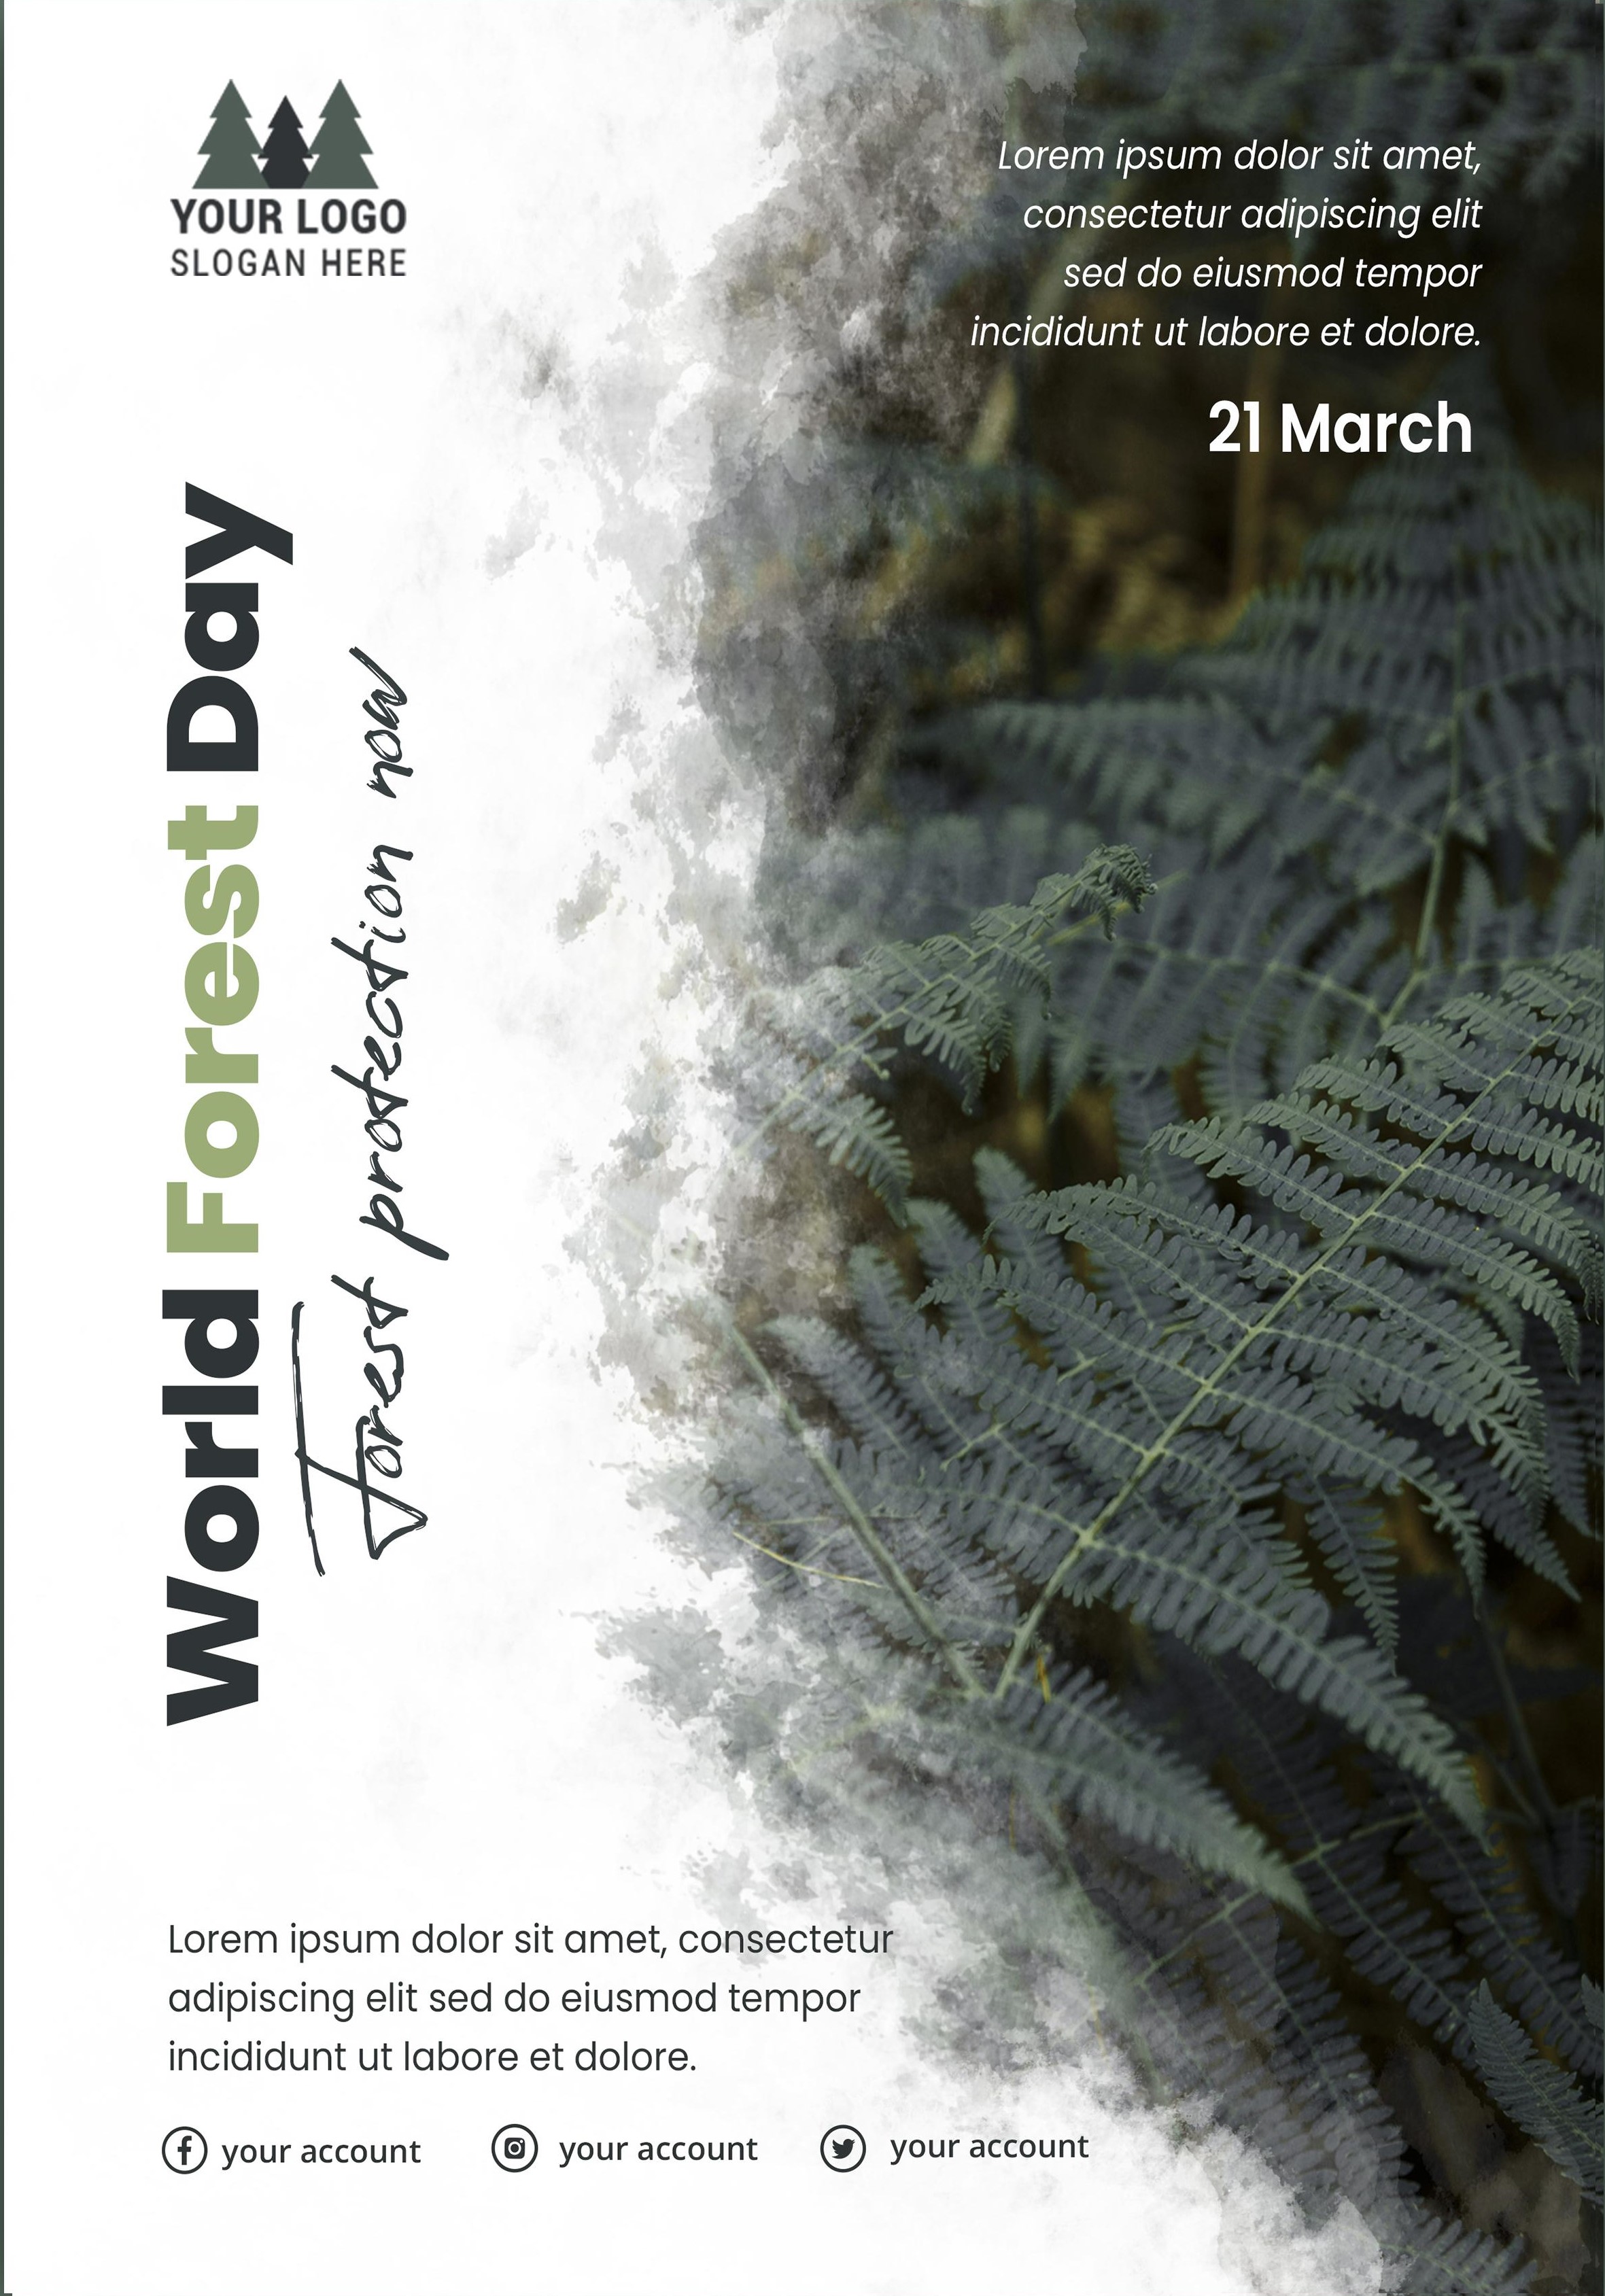 YOUR LOGO
SLOGAN HERE
Lorem ipsum dolor sit amet,
consectetur adipiscing elit
sed do eiusmod tempor
incididunt ut labore et dolore.
21 March
World Forest Day
Forest protection now
Lorem ipsum dolor sit amet, consectetur
adipiscing elit sed do eiusmod tempor
incididunt ut labore et dolore.
your account your account your account